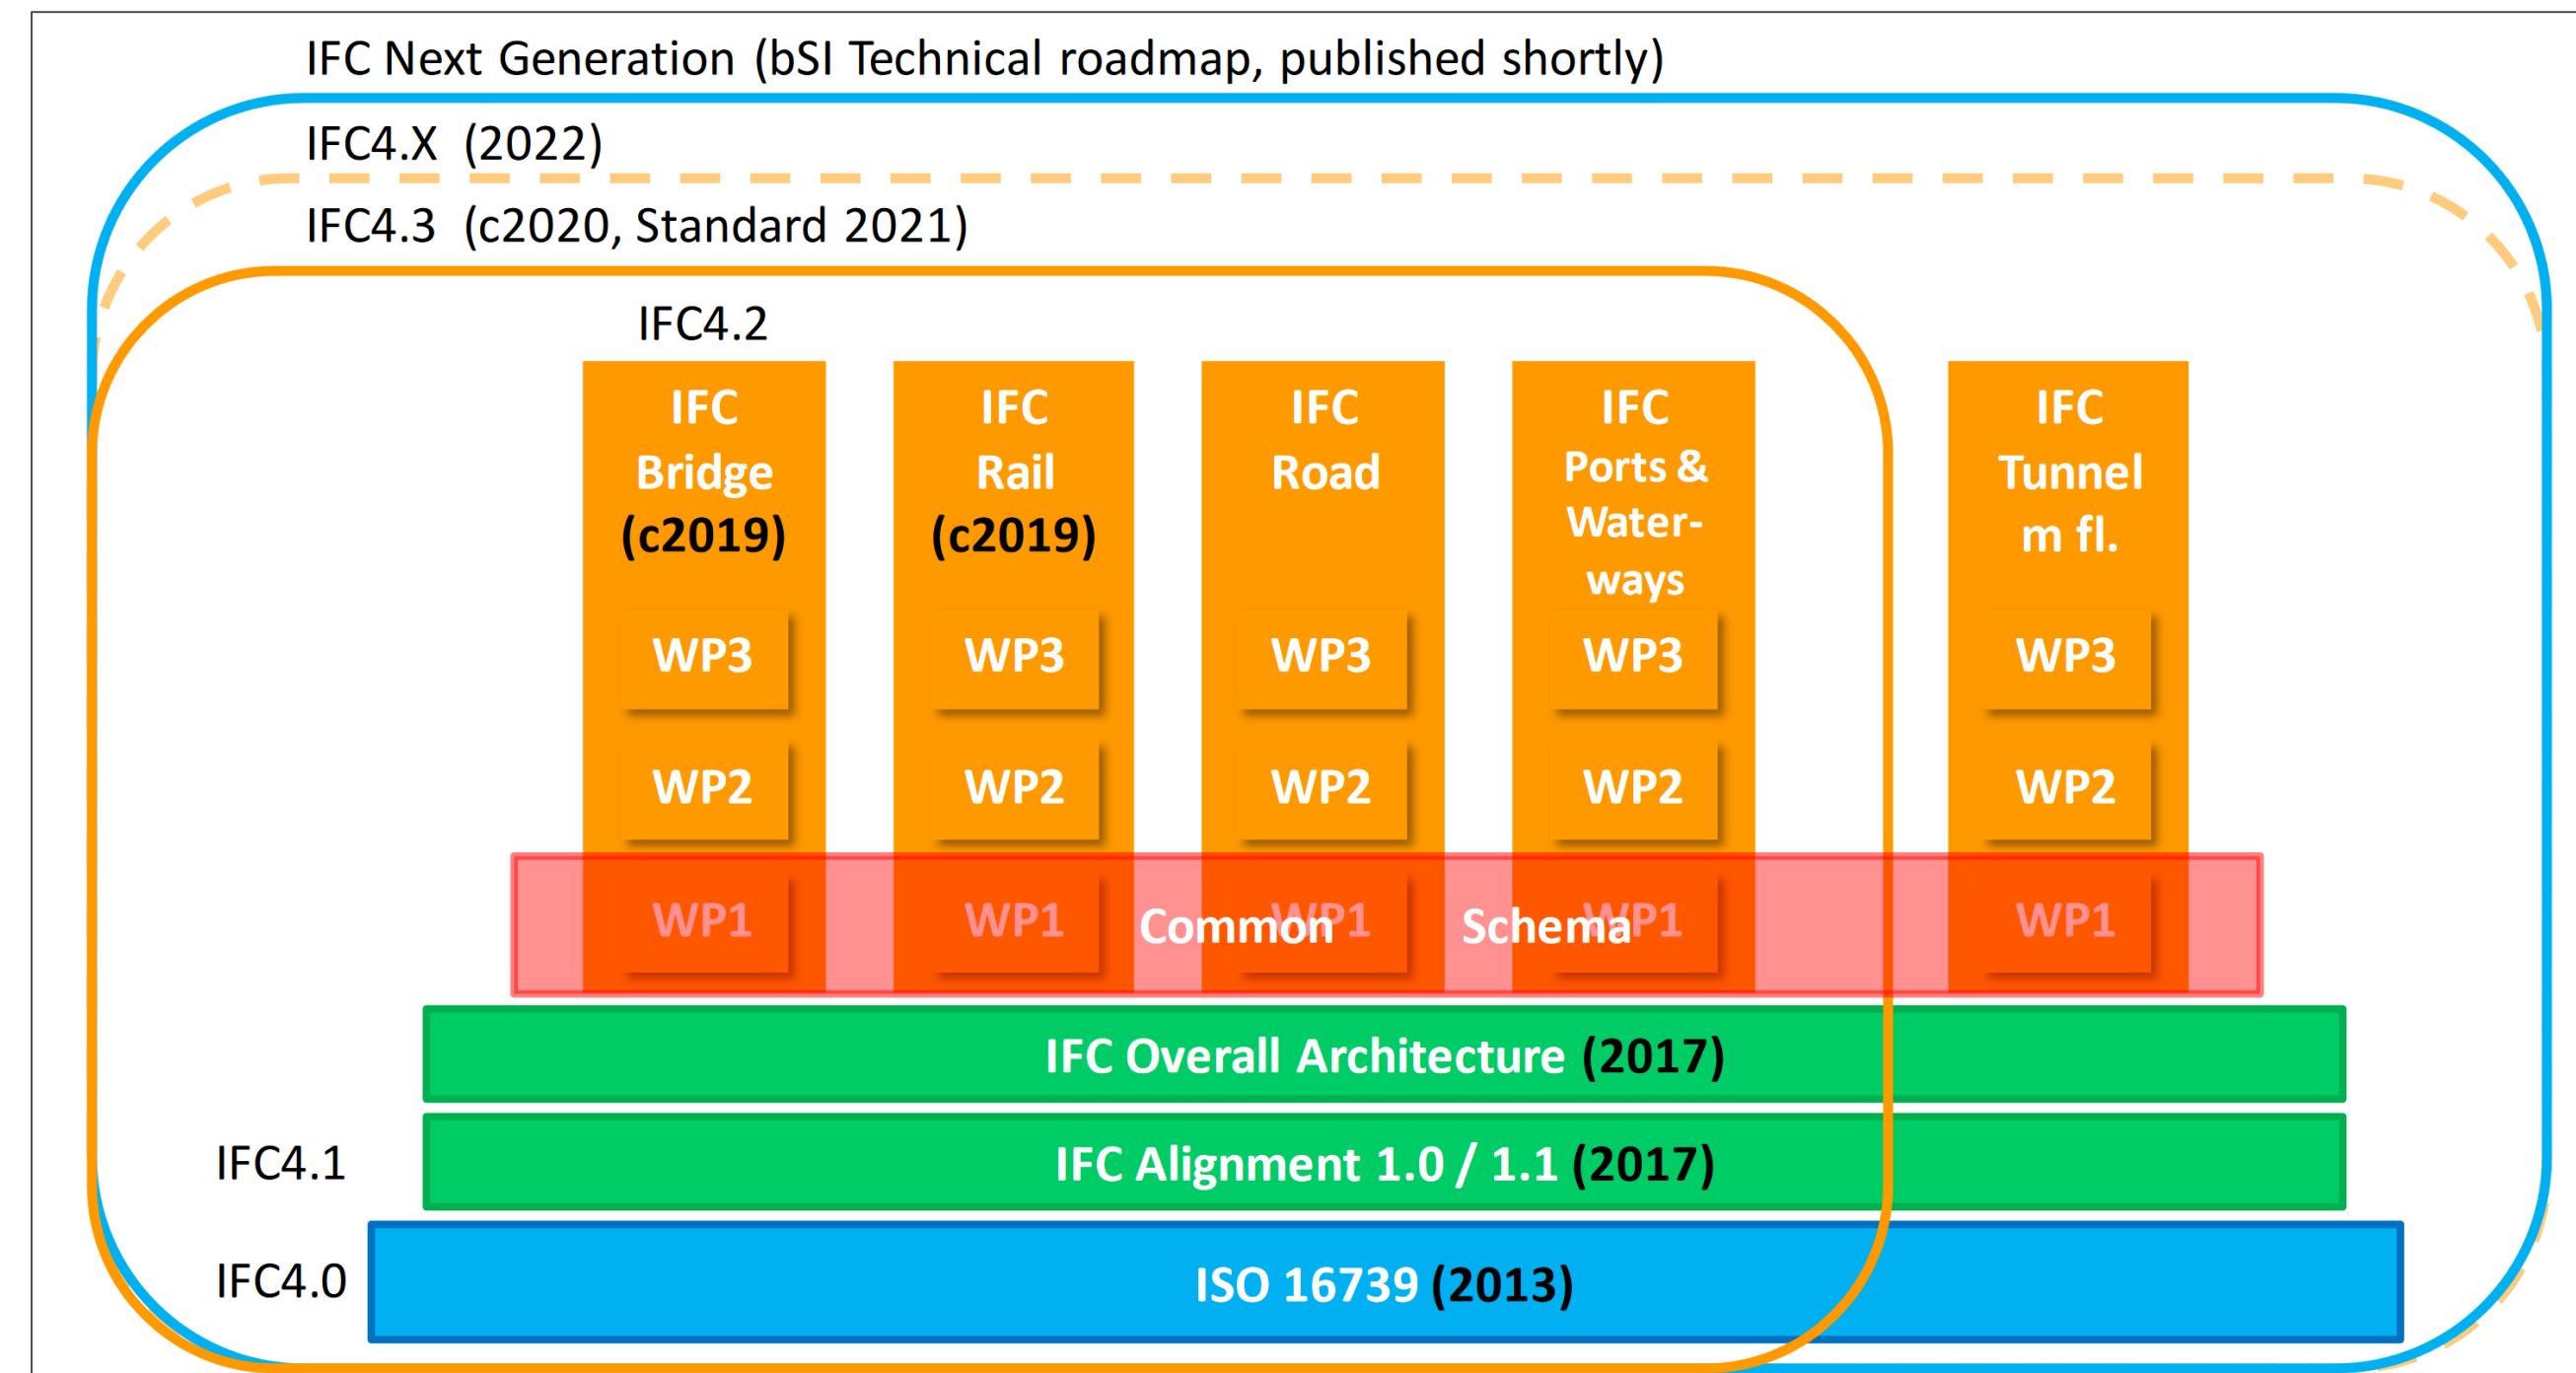 IFC Next Generation (bSI Technical roadmap, published shortly)
IFC4.X (2022)
IFC4.3 (c2020, Standard 2021)
IFC4.2
IFC
Bridge
(c2019)
WP3
WP2
WP1
IFC
Rail
(c2019)
WP3
WP2
WP1
IFC
Road
WP3
WP2
WP1
IFC
Ports &
Water-
ways
WP3
WP2
WP1
IFC
Tunnel
m fl.
WP3
WP2
WP1
Common Schema
IFC Overall Architecture (2017)
IFC4.1
IFC Alignment 1.0 / 1.1 (2017)
IFC4.0
ISO 16739 (2013)